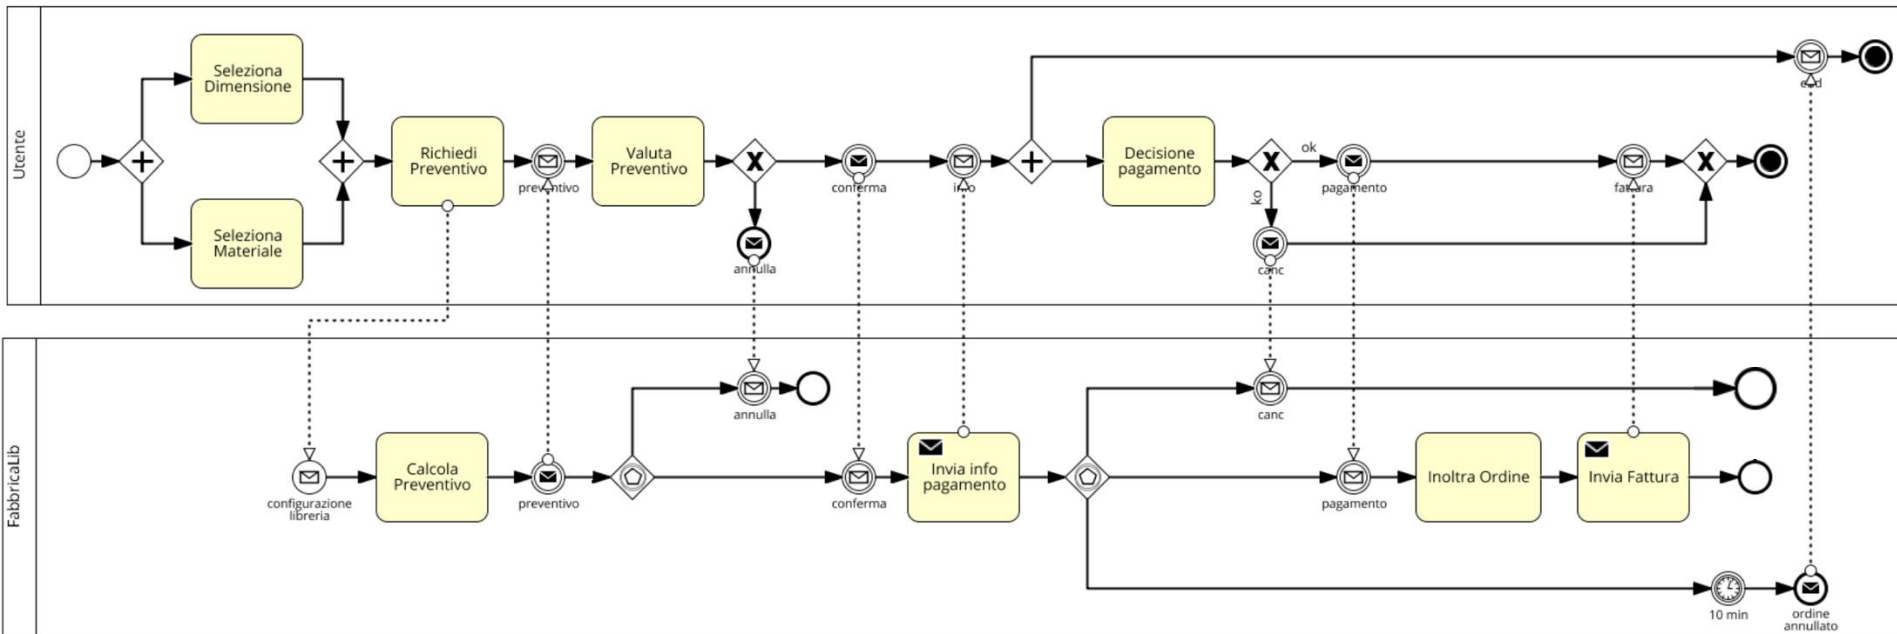 Utente
Seleziona
Dimensione
Seleziona
Materiale
Richiedi
Preventivo
preventivo
Valuta
Preventivo
annulla
conferma
info
Decisione
pagamento
ok
ko
pagamento
canc
fattura
end
FabbricaLib
configurazione
libreria
Calcola
Preventivo
preventivo
annulla
conferma
Invia info
pagamento
canc
pagamento
Inoltra Ordine
Invia Fattura
10 min
ordine
annullato